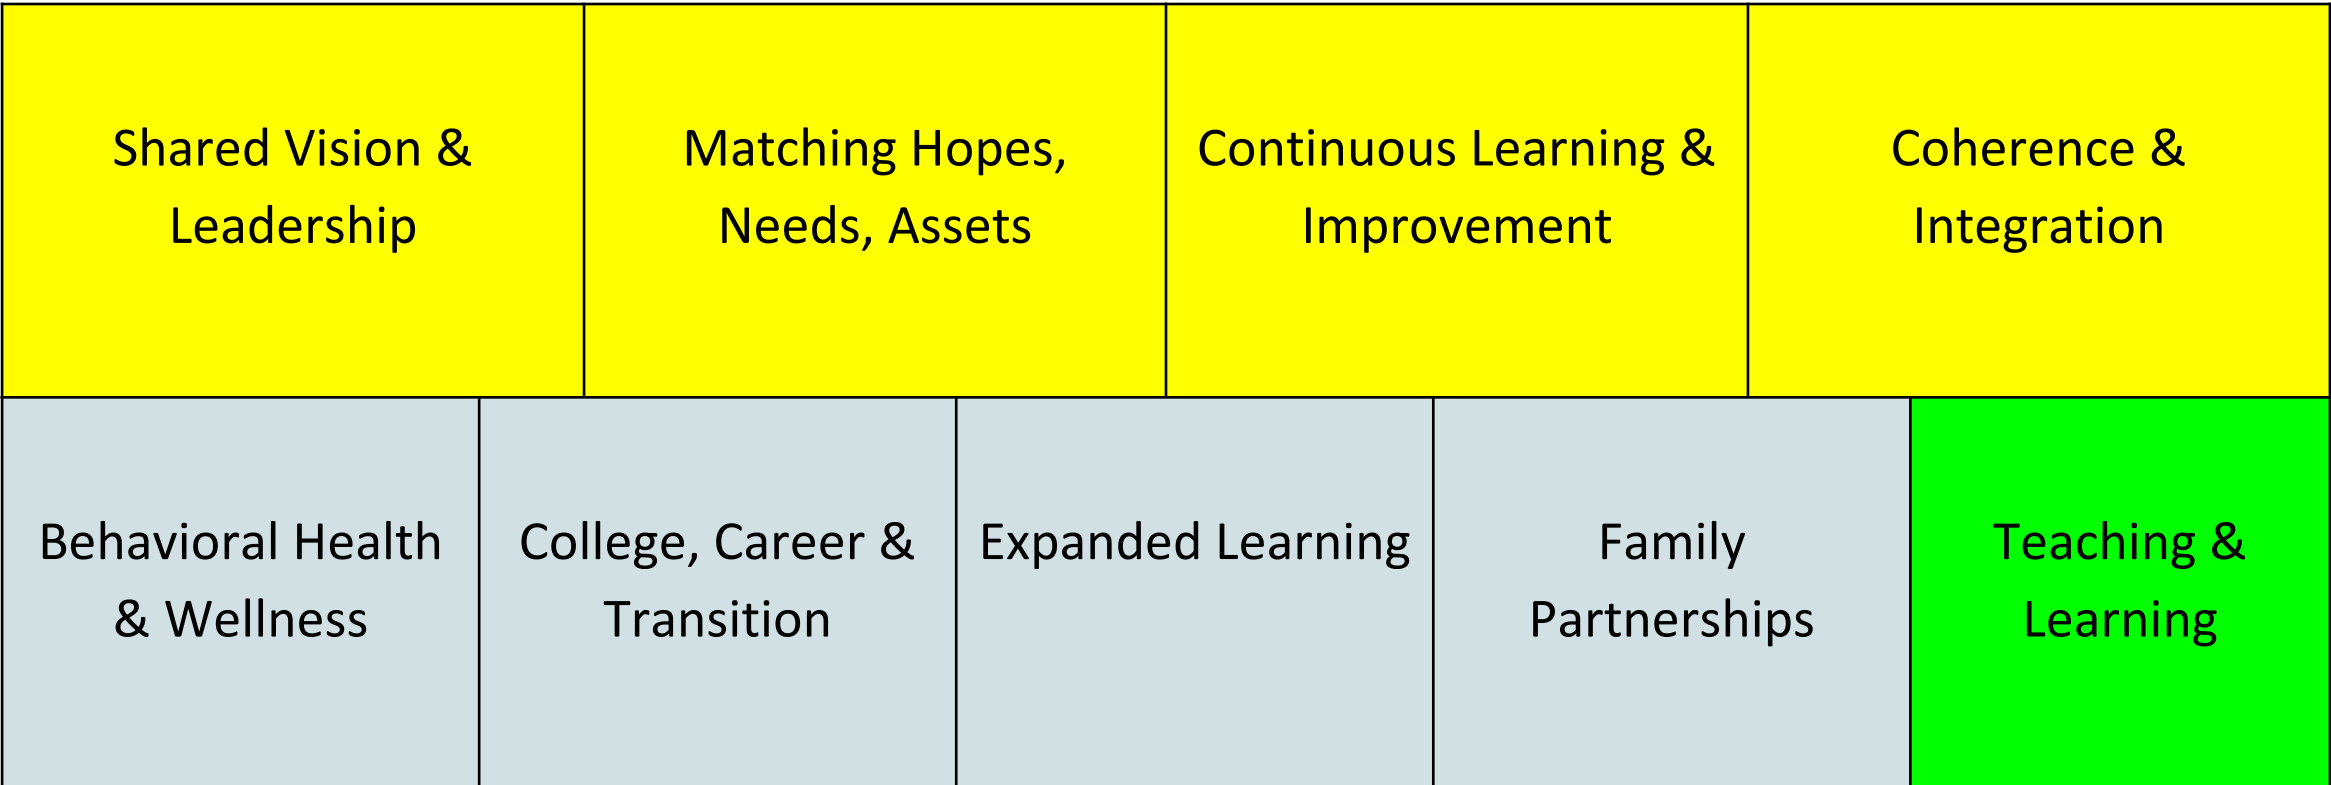 Shared Vision &
Leadership
Matching Hopes,
Needs, Assets
Continuous Learning &
Improvement
Coherence &
Integration
Behavioral Health
& Wellness
College, Career &
Transition
Expanded Learning
Family
Partnerships
Teaching &
Learning